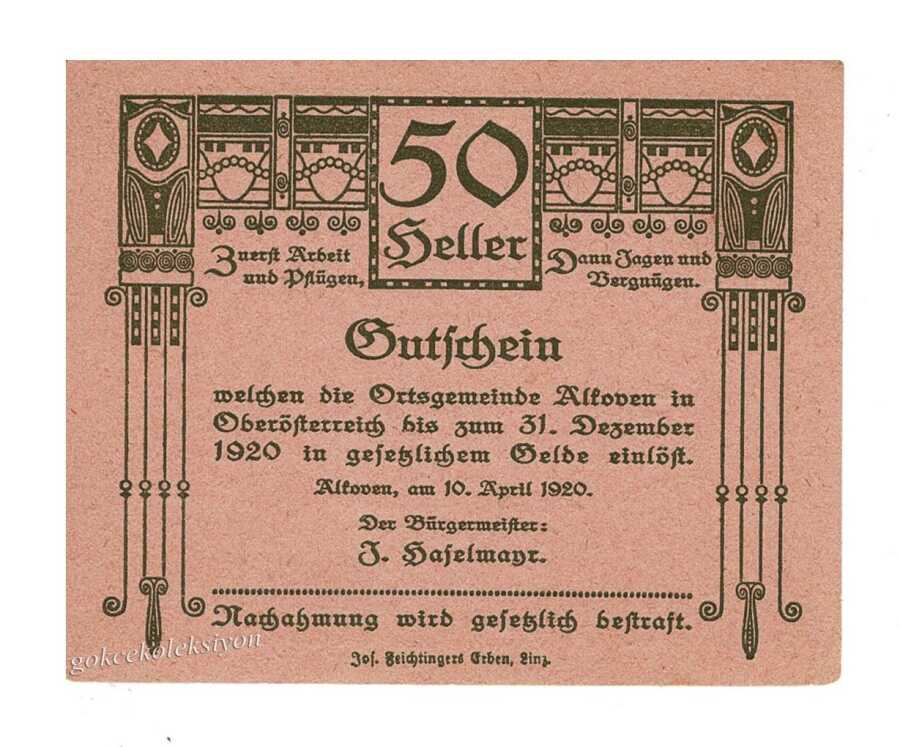 50
Heller
Zuerst Arbeit
und Pflügen,
Dann Jagen und
Vergnügen.
Gutschein
welchen die Ortsgemeinde Alkoven in
Oberösterreich bis zum 31. Dezember
1920 in gesetzlichem Gelde einlöst.
Alkoven, am 10. April 1920.
Der Bürgermeister:
J. Haselmayr.
Nachahmung wird gesetzlich bestraft.
Jos. Feichtingers Erben, Linz.
gokcekoleksiyon